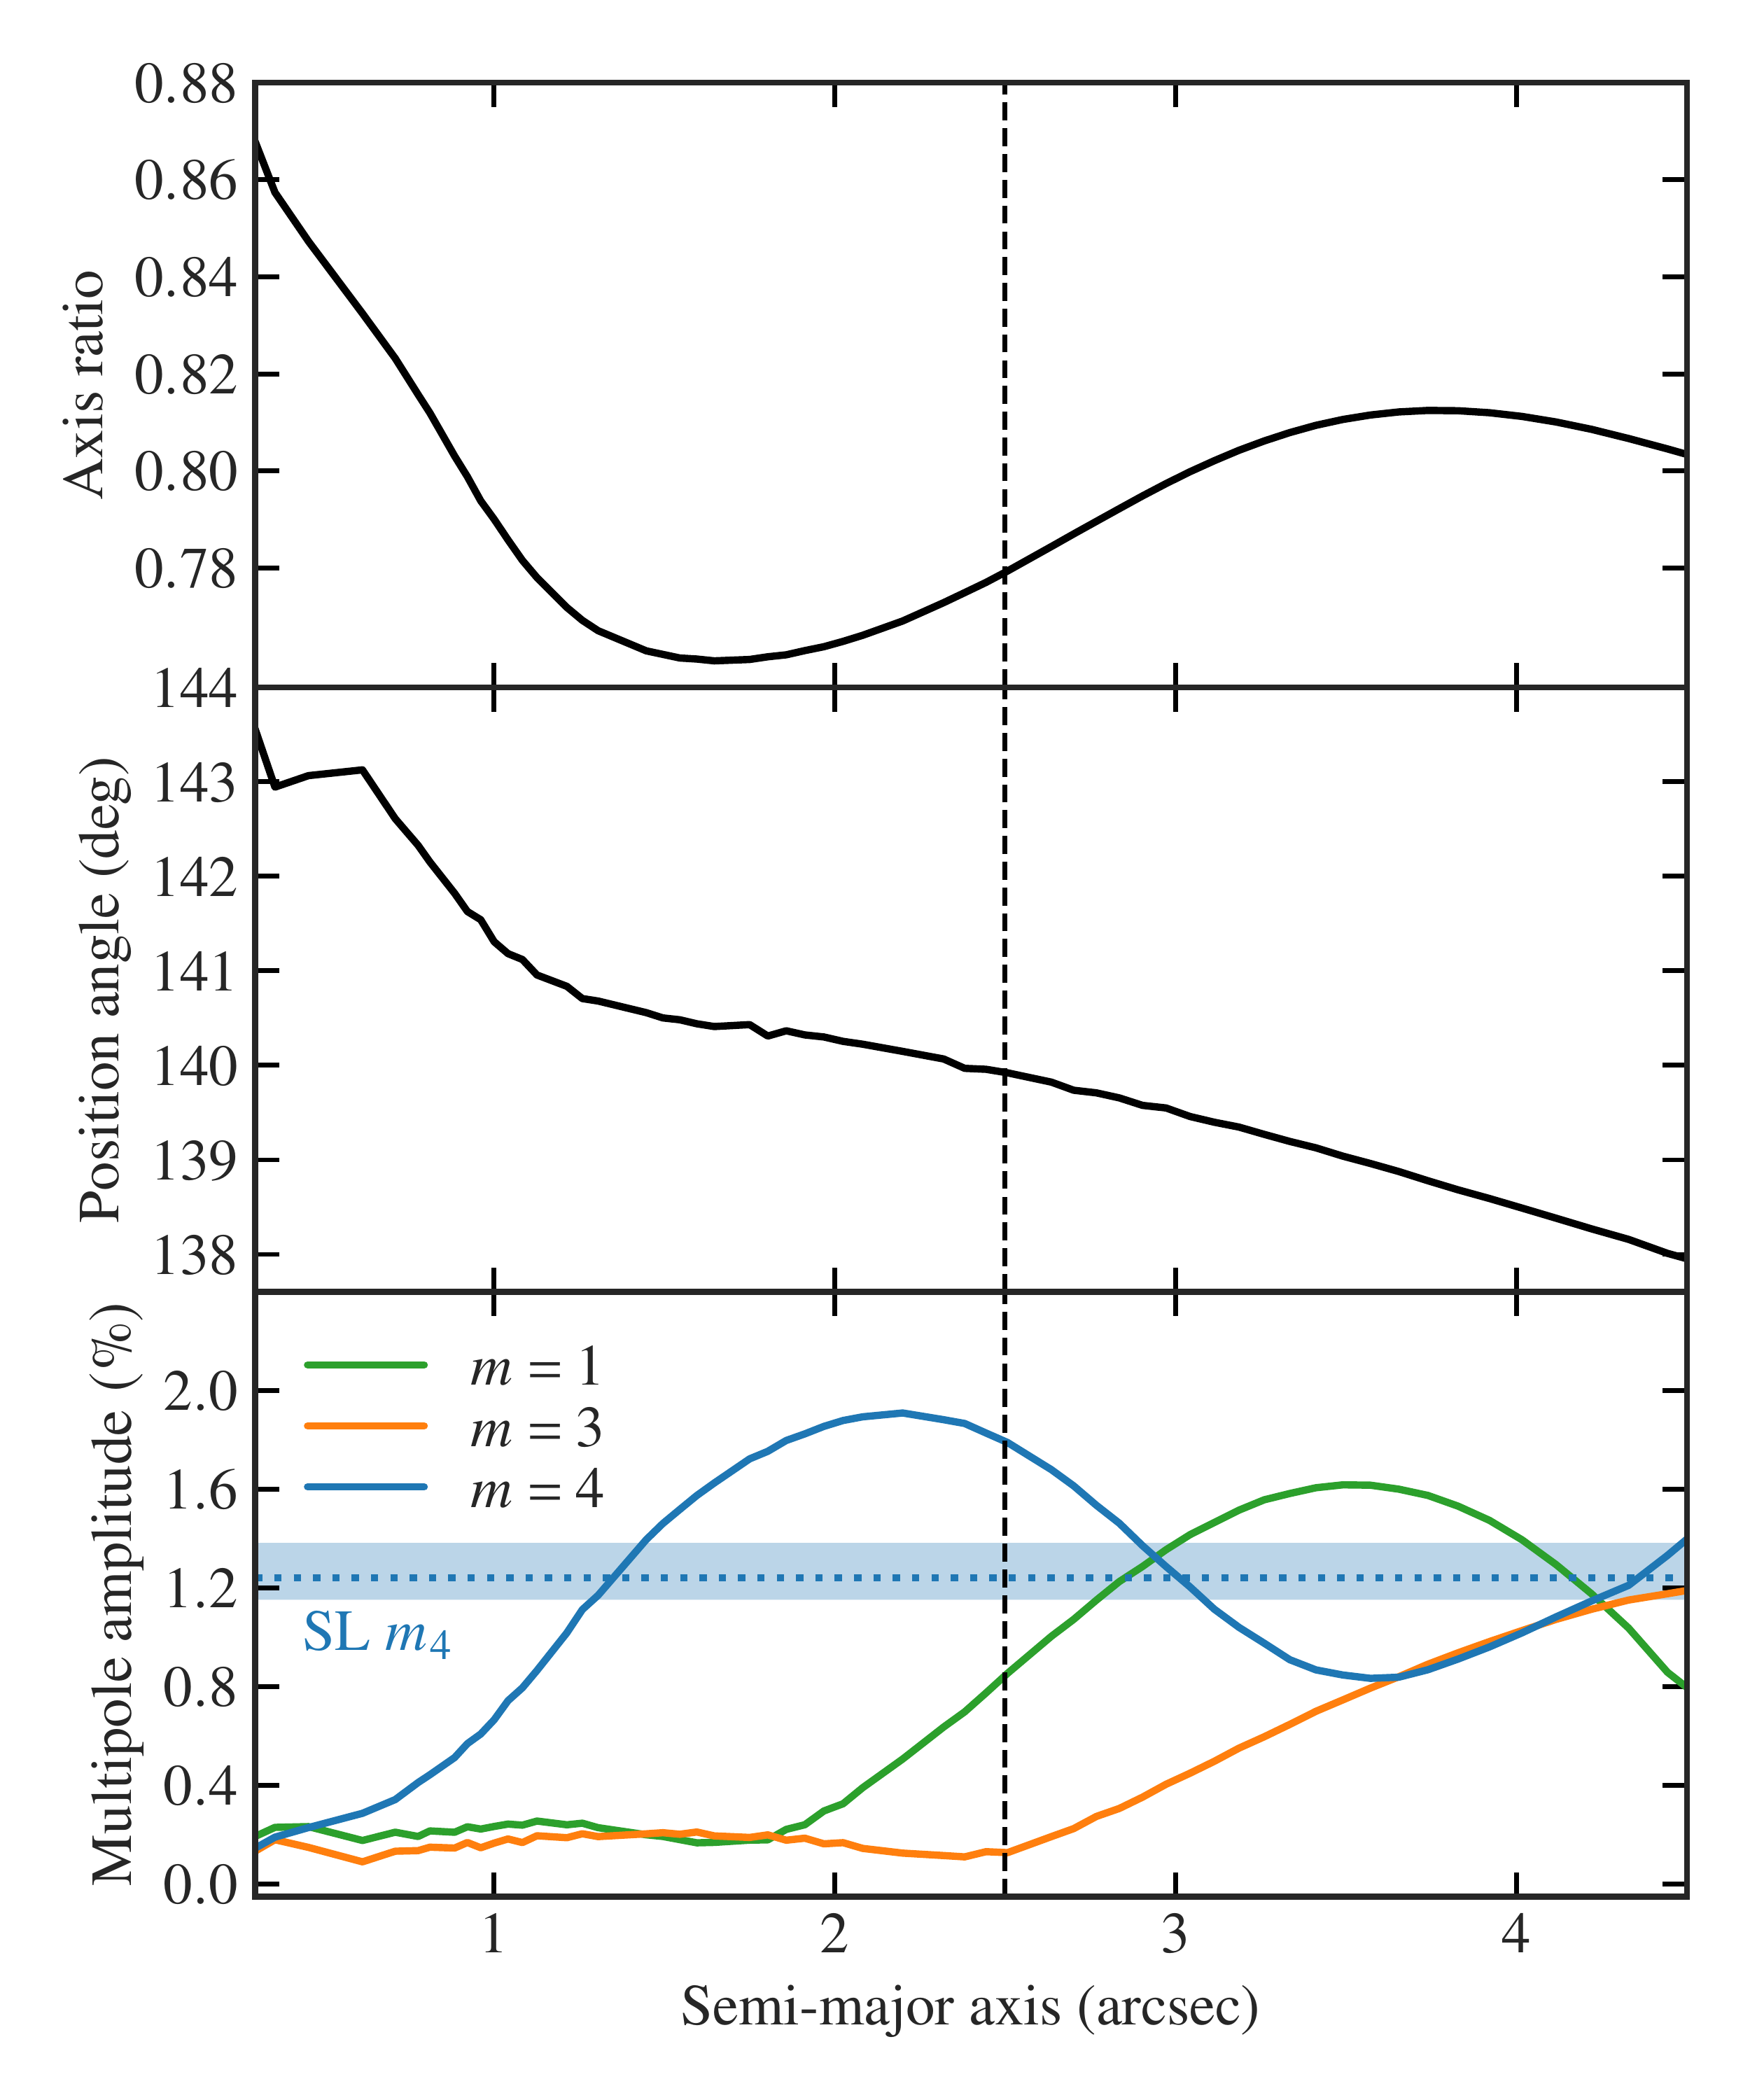 0.88
0.86
0.84
0.82
0.80
0.78
Axis ratio
144
143
142
141
140
139
138
Position angle (deg)
2.0
1.6
1.2
0.8
0.4
0.0
Multipole amplitude (%)
m = 1
m = 3
m = 4
SL m₄
1 2 3 4
Semi-major axis (arcsec)